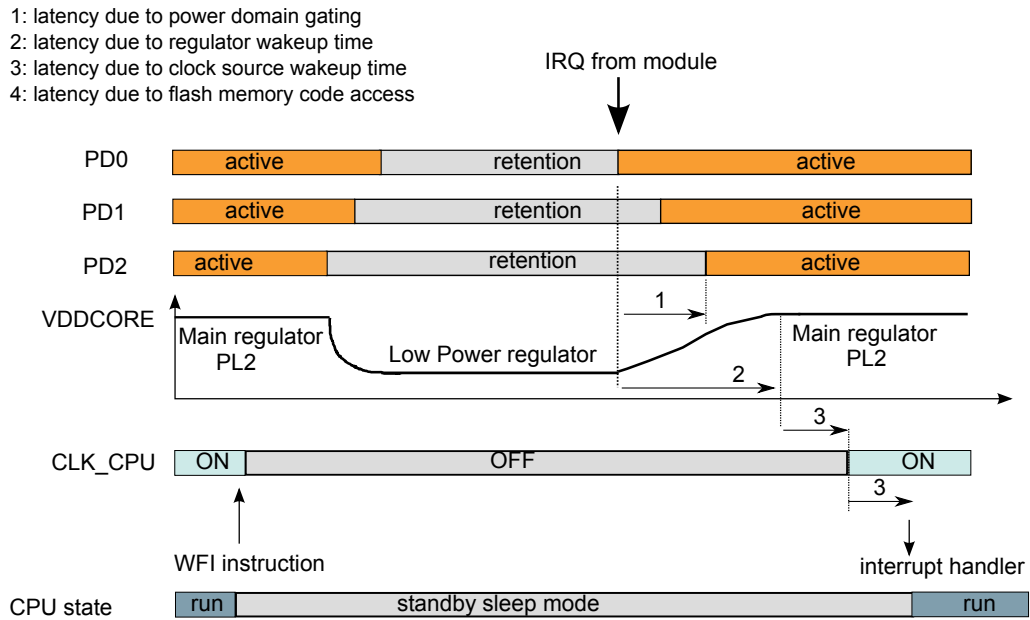 1: latency due to power domain gating
2: latency due to regulator wakeup time
3: latency due to clock source wakeup time
4: latency due to flash memory code access
IRQ from module
PD0 active retention active
PD1 active retention active
PD2 active retention active
1
VDDCORE
Main regulator
PL2
Low Power regulator
Main regulator
PL2
2
3
CLK_CPU ON OFF ON
3
WFI instruction
interrupt handler
CPU state run standby sleep mode run